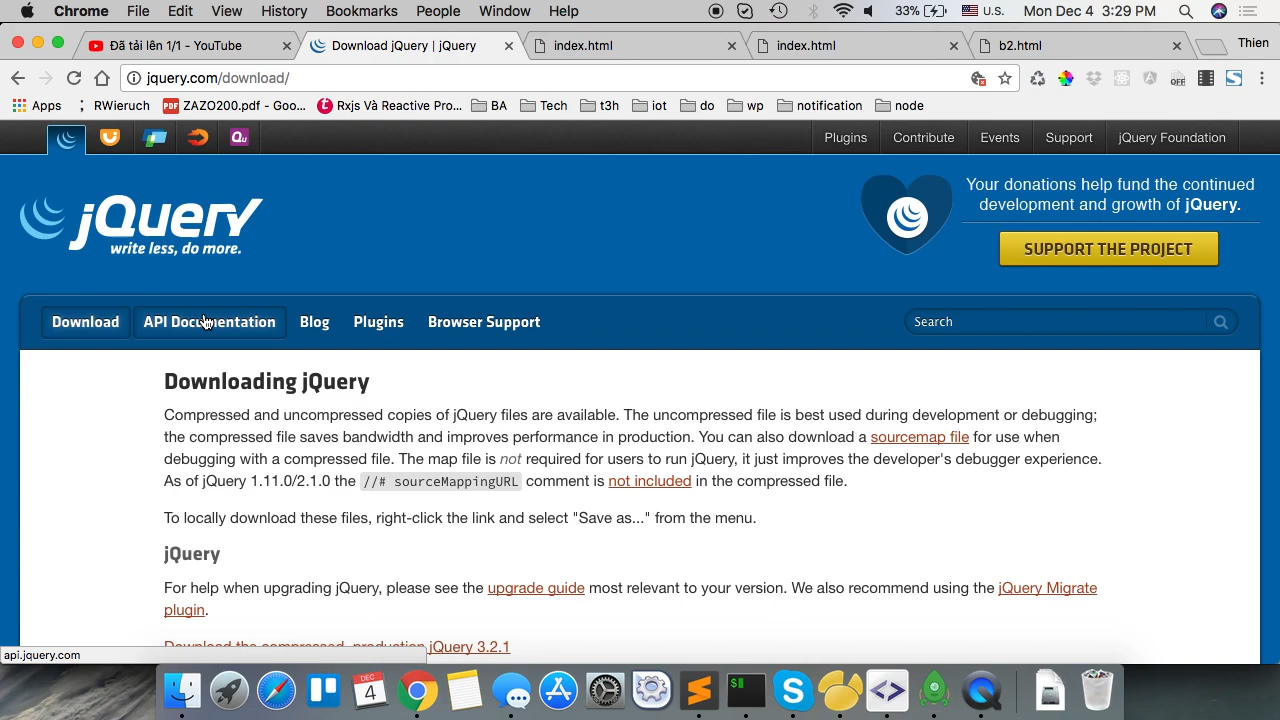 Chrome File Edit View History Bookmarks People Window Help 33% U.S. Mon Dec 4 3:29 PM
Đã tải lên 1/1 - YouTube Download jQuery | jQuery index.html index.html b2.html Thien
jquery.com/download/
Apps RWieruch ZAZO200.pdf - Goo... Rxjs Và Reactive Pro... BA Tech t3h iot do wp notification node
Plugins Contribute Events Support jQuery Foundation
Your donations help fund the continued
development and growth of jQuery.
jQuery
write less, do more.
SUPPORT THE PROJECT
Download API Documentation Blog Plugins Browser Support Search
Downloading jQuery
Compressed and uncompressed copies of jQuery files are available. The uncompressed file is best used during development or debugging;
the compressed file saves bandwidth and improves performance in production. You can also download a sourcemap file for use when
debugging with a compressed file. The map file is not required for users to run jQuery, it just improves the developer's debugger experience.
As of jQuery 1.11.0/2.1.0 the //# sourceMappingURL comment is not included in the compressed file.
To locally download these files, right-click the link and select "Save as..." from the menu.
jQuery
For help when upgrading jQuery, please see the upgrade guide most relevant to your version. We also recommend using the jQuery Migrate
plugin.
Download the compressed, production jQuery 3.2.1
api.jquery.com